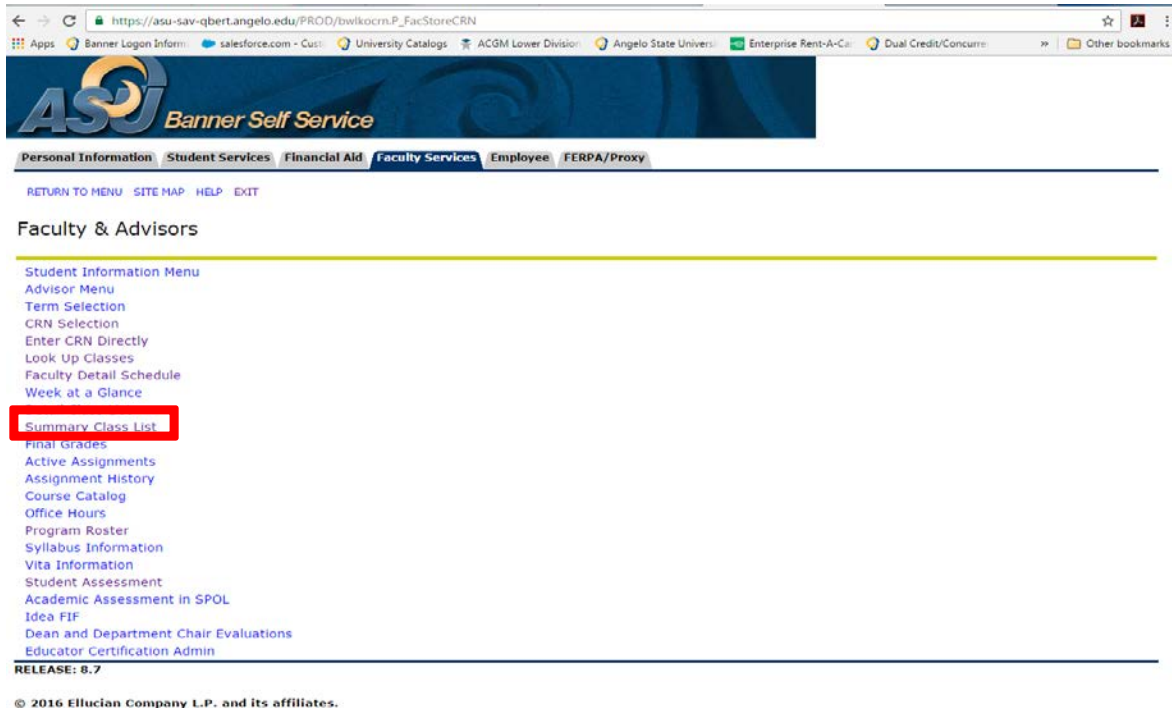 https://asu-sav-qbert.angelo.edu/PROD/bwlkocrn.P_FacStoreCRN
Apps Banner Logon Inform salesforce.com - Cust University Catalogs ACGM Lower Division Angelo State Universi Enterprise Rent-A-Ca Dual Credit/Concurre » Other bookmarks
ASU Banner Self Service
Personal Information Student Services Financial Aid Faculty Services Employee FERPA/Proxy
RETURN TO MENU SITE MAP HELP EXIT
Faculty & Advisors
Student Information Menu
Advisor Menu
Term Selection
CRN Selection
Enter CRN Directly
Look Up Classes
Faculty Detail Schedule
Week at a Glance
Summary Class List
Final Grades
Active Assignments
Assignment History
Course Catalog
Office Hours
Program Roster
Syllabus Information
Vita Information
Student Assessment
Academic Assessment in SPOL
Idea FIF
Dean and Department Chair Evaluations
Educator Certification Admin
RELEASE: 8.7
© 2016 Ellucian Company L.P. and its affiliates.